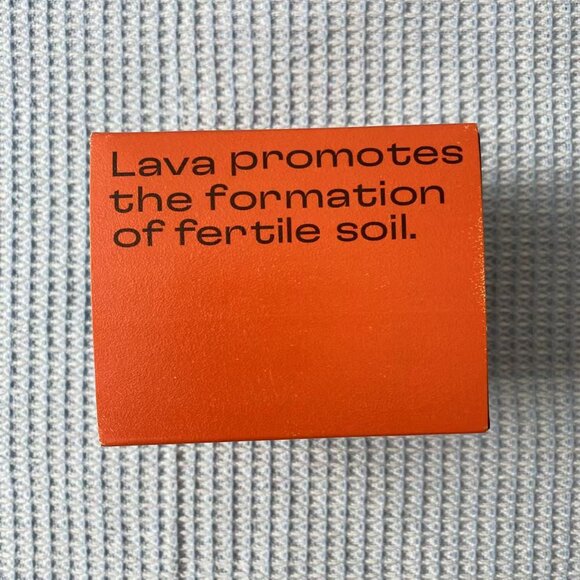 Lava promotes
the formation
of fertile soil.